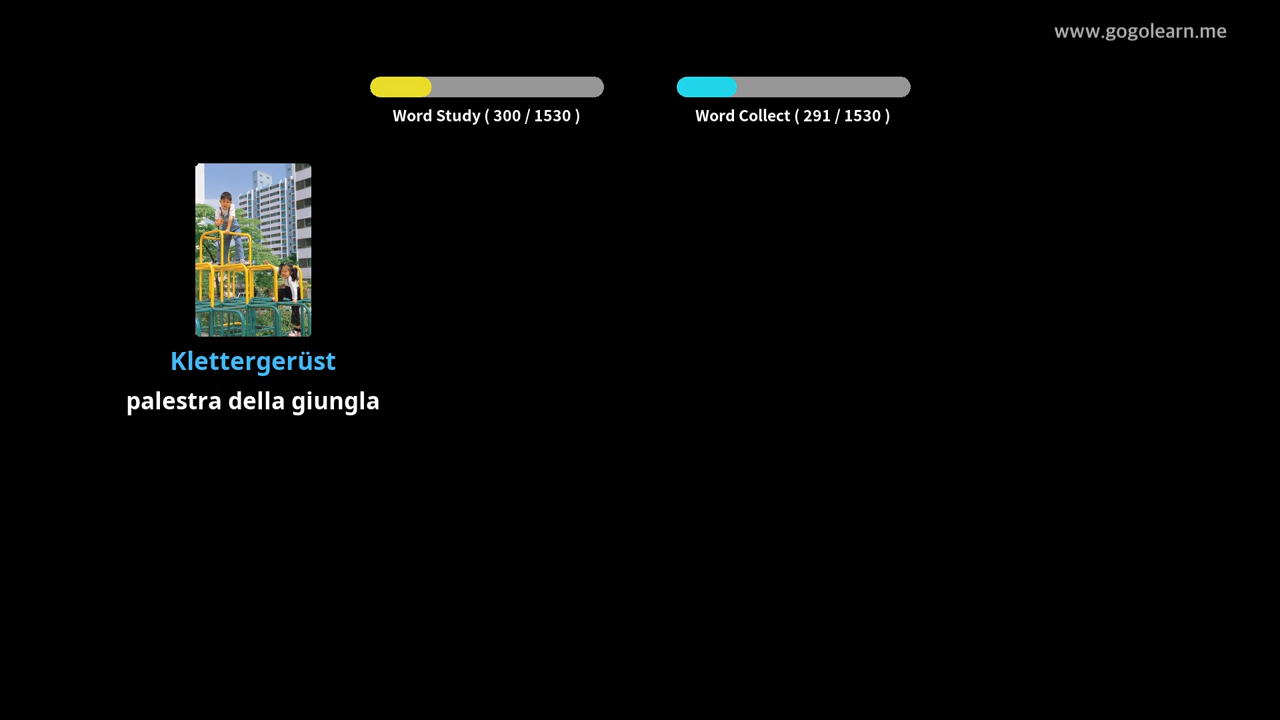 www.gogolearn.me
Word Study ( 300 / 1530 )
Word Collect ( 291 / 1530 )
Klettergerüst
palestra della giungla